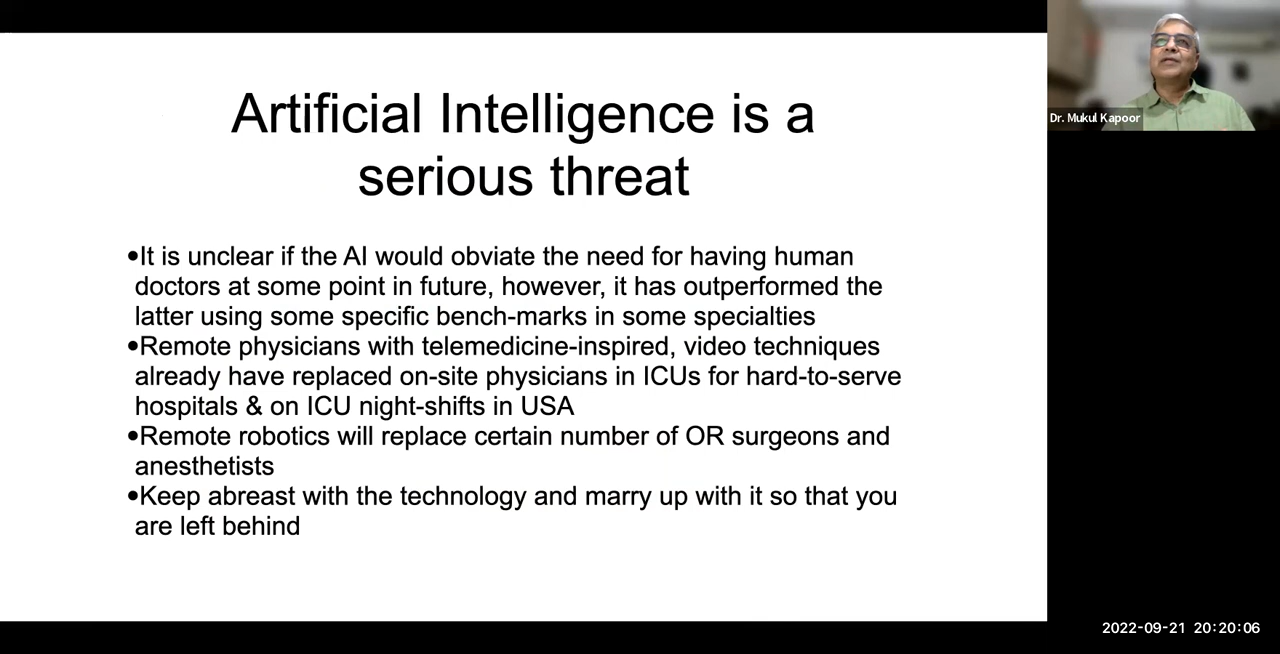 Artificial Intelligence is a
serious threat
•It is unclear if the AI would obviate the need for having human
doctors at some point in future, however, it has outperformed the
latter using some specific bench-marks in some specialties
•Remote physicians with telemedicine-inspired, video techniques
already have replaced on-site physicians in ICUs for hard-to-serve
hospitals & on ICU night-shifts in USA
•Remote robotics will replace certain number of OR surgeons and
anesthetists
•Keep abreast with the technology and marry up with it so that you
are left behind
Dr. Mukul Kapoor
2022-09-21 20:20:06